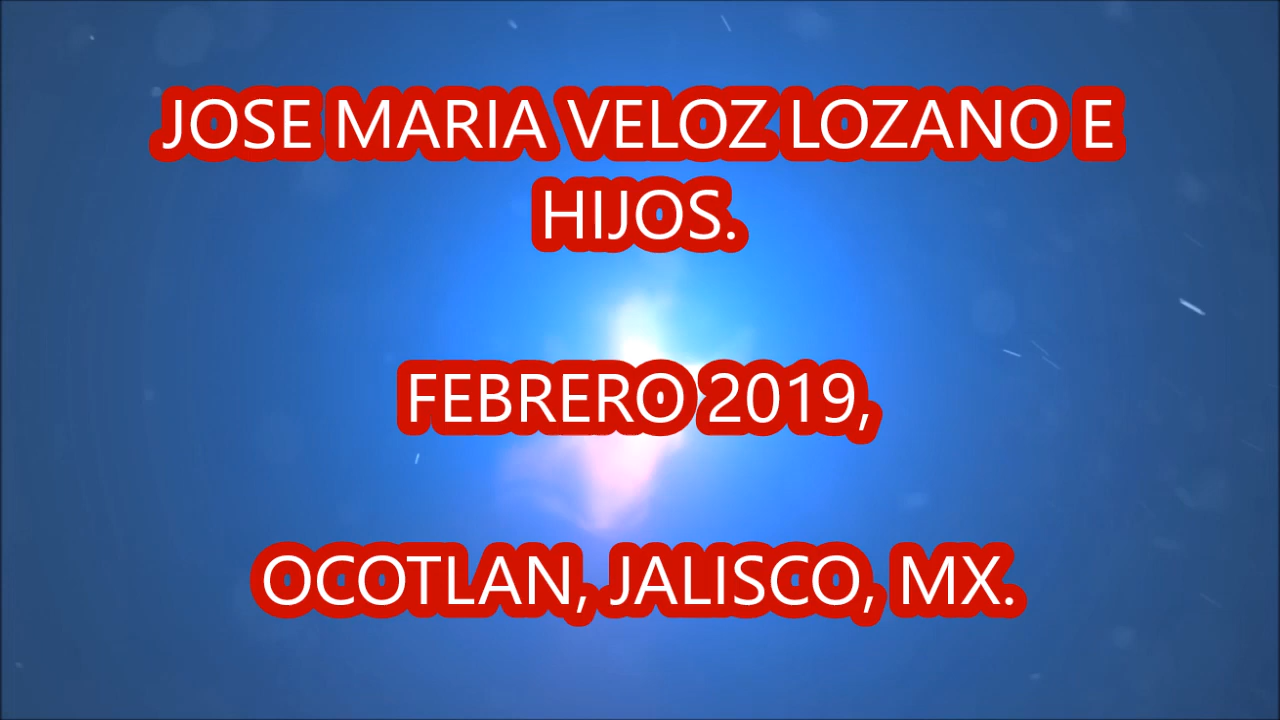 JOSE MARIA VELOZ LOZANO E
HIJOS.
FEBRERO 2019,
OCOTLAN, JALISCO, MX.